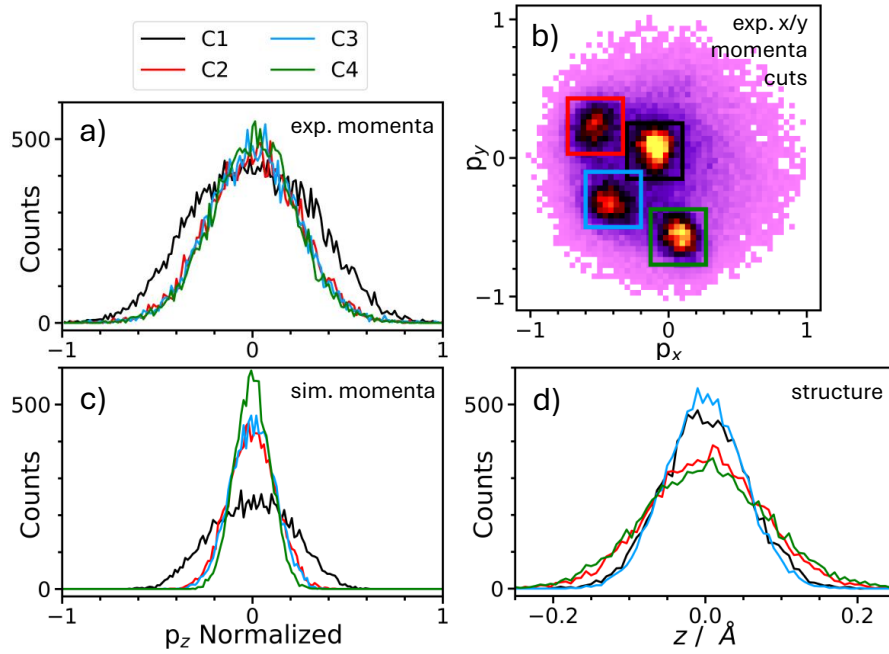 C1
C2
C3
C4
a)
exp. momenta
500
0
Counts
-1
0
1
b)
exp. x/y
momenta
cuts
1
0
-1
p_y
-1
0
1
p_x
c)
sim. momenta
500
0
Counts
-1
0
1
p_z Normalized
d)
structure
500
0
Counts
−0.2
0.0
0.2
z / Å